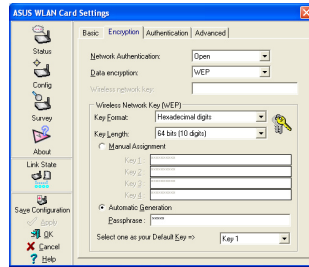 ASUS WLAN Card Settings
Status
Config
Survey
About
Link State
Save Configuration
Apply
OK
Cancel
Help
Basic Encryption Authentication Advanced
Network Authentication: Open
Data encryption: WEP
Wireless network key:
Wireless Network Key (WEP)
Key Format: Hexadecimal digits
Key Length: 64 bits (10 digits)
Manual Assignment
Key 1: **********
Key 2: **********
Key 3: **********
Key 4: **********
Automatic Generation
Passphrase: *****
Select one as your Default Key => Key 1